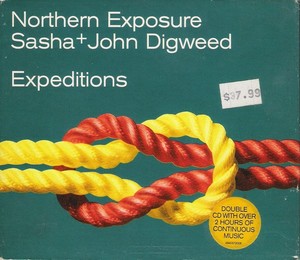 Northern Exposure
Sasha+John Digweed
Expeditions
$7.99
DOUBLE
CD WITH OVER
2 HOURS OF
CONTINUOUS
MUSIC